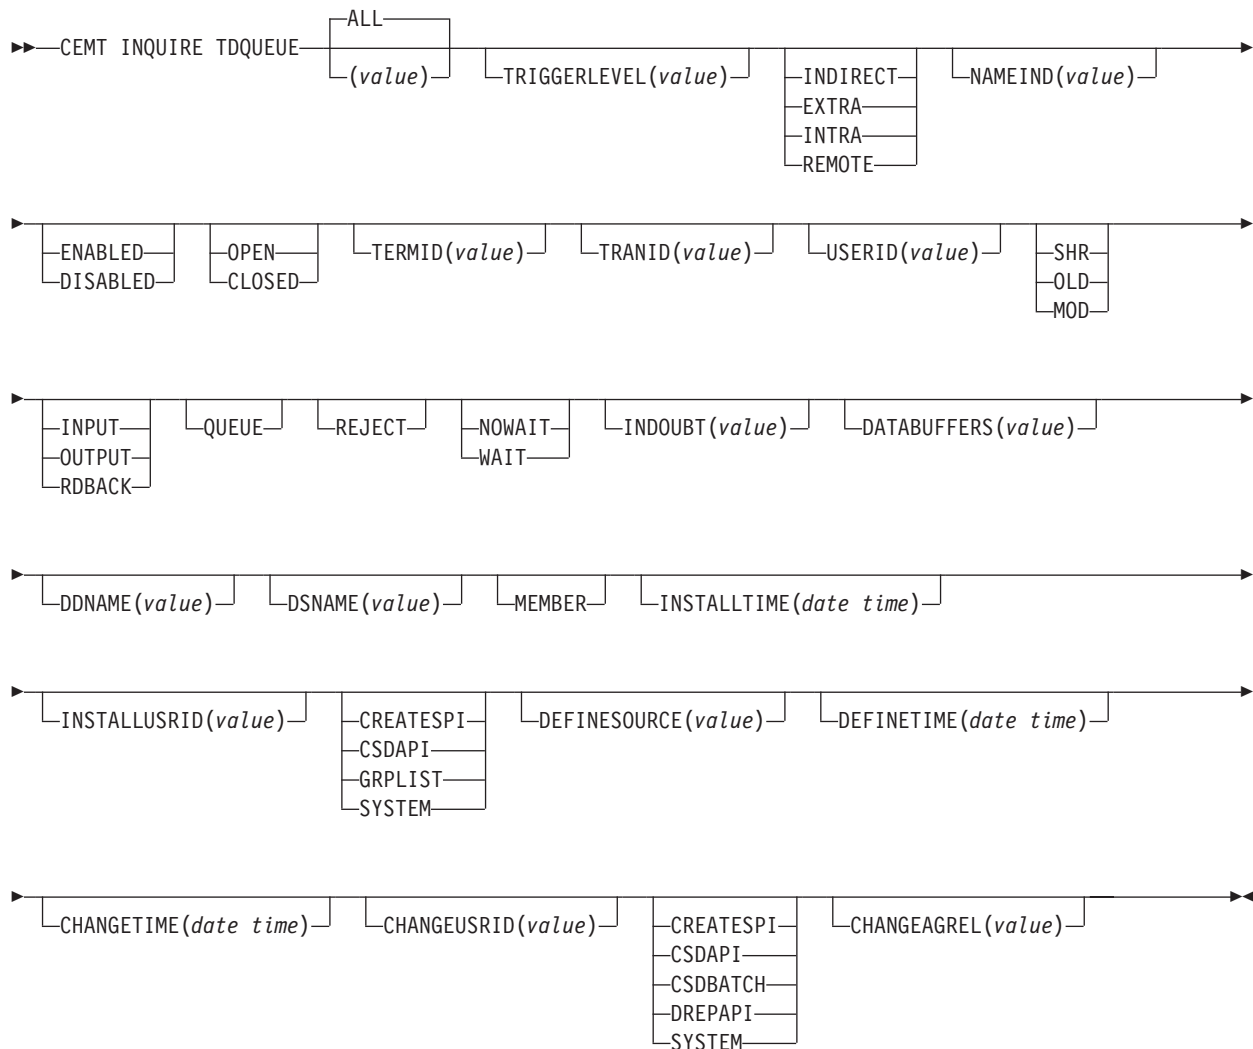 ALL
CEMT INQUIRE TDQUEUE
(value)
TRIGGERLEVEL(value)
INDIRECT
EXTRA
INTRA
REMOTE
NAMEIND(value)
ENABLED
DISABLED
OPEN
CLOSED
TERMID(value)
TRANID(value)
USERID(value)
SHR
OLD
MOD
INPUT
OUTPUT
RDBACK
QUEUE
REJECT
NOWAIT
WAIT
INDOUBT(value)
DATABUFFERS(value)
DDNAME(value)
DSNAME(value)
MEMBER
INSTALLTIME(date time)
INSTALLUSRID(value)
CREATESPI
CSDAPI
GRPLIST
SYSTEM
DEFINESOURCE(value)
DEFINETIME(date time)
CHANGETIME(date time)
CHANGEUSRID(value)
CREATESPI
CSDAPI
CSDBATCH
DREPAPI
SYSTEM
CHANGEAGREL(value)